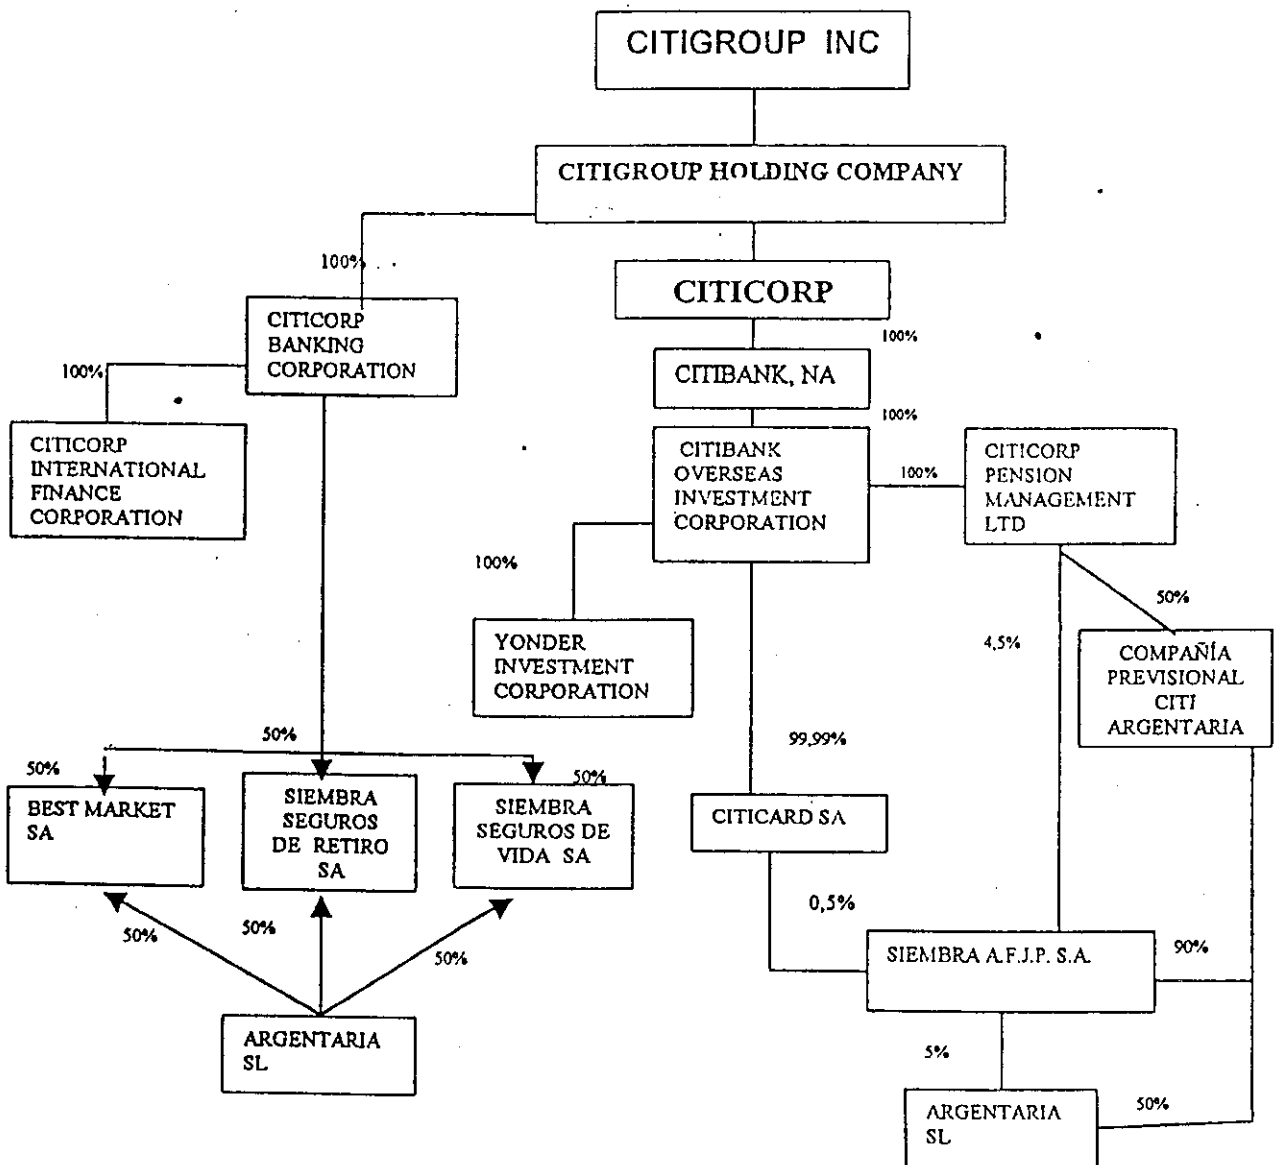 CITIGROUP INC
CITIGROUP HOLDING COMPANY
100%
CITICORP
CITICORP
BANKING
CORPORATION
100%
100%
CITIBANK, NA
100%
CITICORP
INTERNATIONAL
FINANCE
CORPORATION
CITIBANK
OVERSEAS
INVESTMENT
CORPORATION
100%
CITICORP
PENSION
MANAGEMENT
LTD
100%
50%
4,5%
YONDER
INVESTMENT
CORPORATION
COMPAÑÍA
PREVISIONAL
CITI
ARGENTARIA
50%
99,99%
50%
50%
BEST MARKET
SA
SIEMBRA
SEGUROS
DE RETIRO
SA
SIEMBRA
SEGUROS DE
VIDA SA
CITICARD SA
0,5%
50%
50%
50%
SIEMBRA A.F.J.P. S.A.
90%
ARGENTARIA
SL
5%
50%
ARGENTARIA
SL